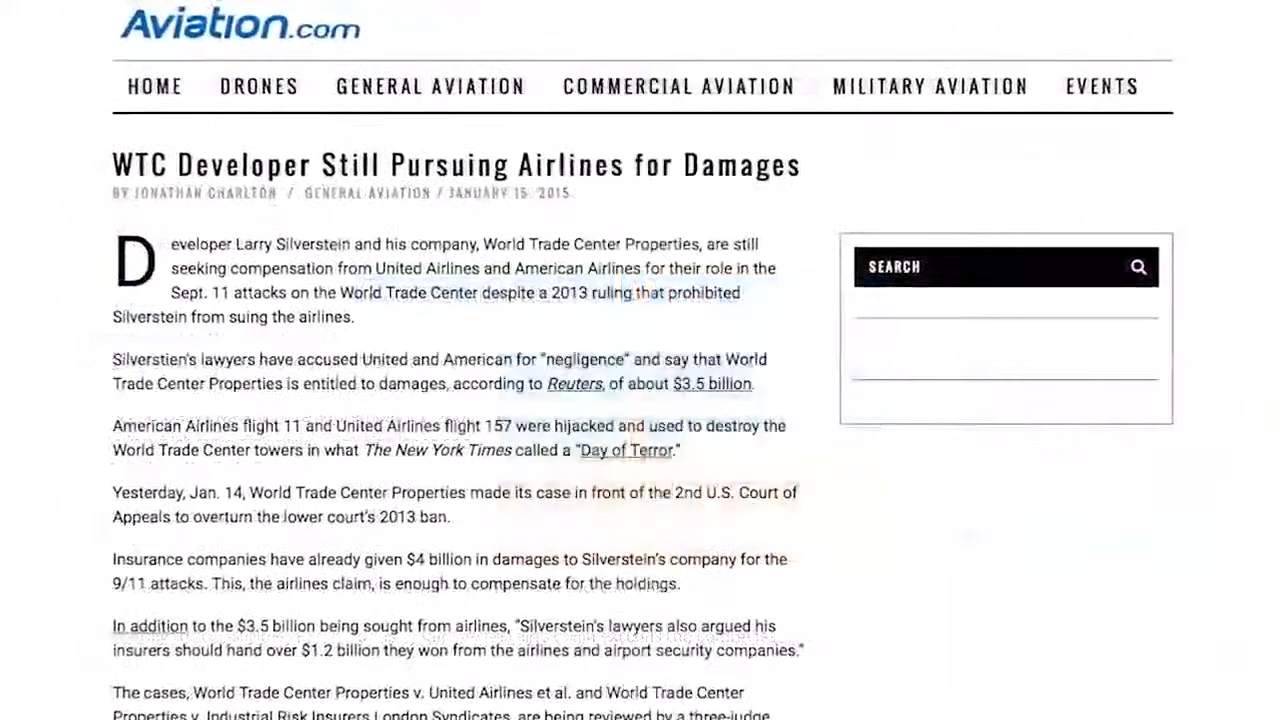 Aviation.com
HOME DRONES GENERAL AVIATION COMMERCIAL AVIATION MILITARY AVIATION EVENTS
WTC Developer Still Pursuing Airlines for Damages
BY JONATHAN CHARLTON / GENERAL AVIATION / JANUARY 15, 2015
SEARCH
Developer Larry Silverstein and his company, World Trade Center Properties, are still
seeking compensation from United Airlines and American Airlines for their role in the
Sept. 11 attacks on the World Trade Center despite a 2013 ruling that prohibited
Silverstein from suing the airlines.
Silverstien's lawyers have accused United and American for "negligence" and say that World
Trade Center Properties is entitled to damages, according to Reuters, of about $3.5 billion.
American Airlines flight 11 and United Airlines flight 157 were hijacked and used to destroy the
World Trade Center towers in what The New York Times called a "Day of Terror."
Yesterday, Jan. 14, World Trade Center Properties made its case in front of the 2nd U.S. Court of
Appeals to overturn the lower court's 2013 ban.
Insurance companies have already given $4 billion in damages to Silverstein's company for the
9/11 attacks. This, the airlines claim, is enough to compensate for the holdings.
In addition to the $3.5 billion being sought from airlines, "Silverstein's lawyers also argued his
insurers should hand over $1.2 billion they won from the airlines and airport security companies."
The cases, World Trade Center Properties v. United Airlines et al. and World Trade Center
Properties v. Industrial Risk Insurers London Syndicates, are being reviewed by a three-judge